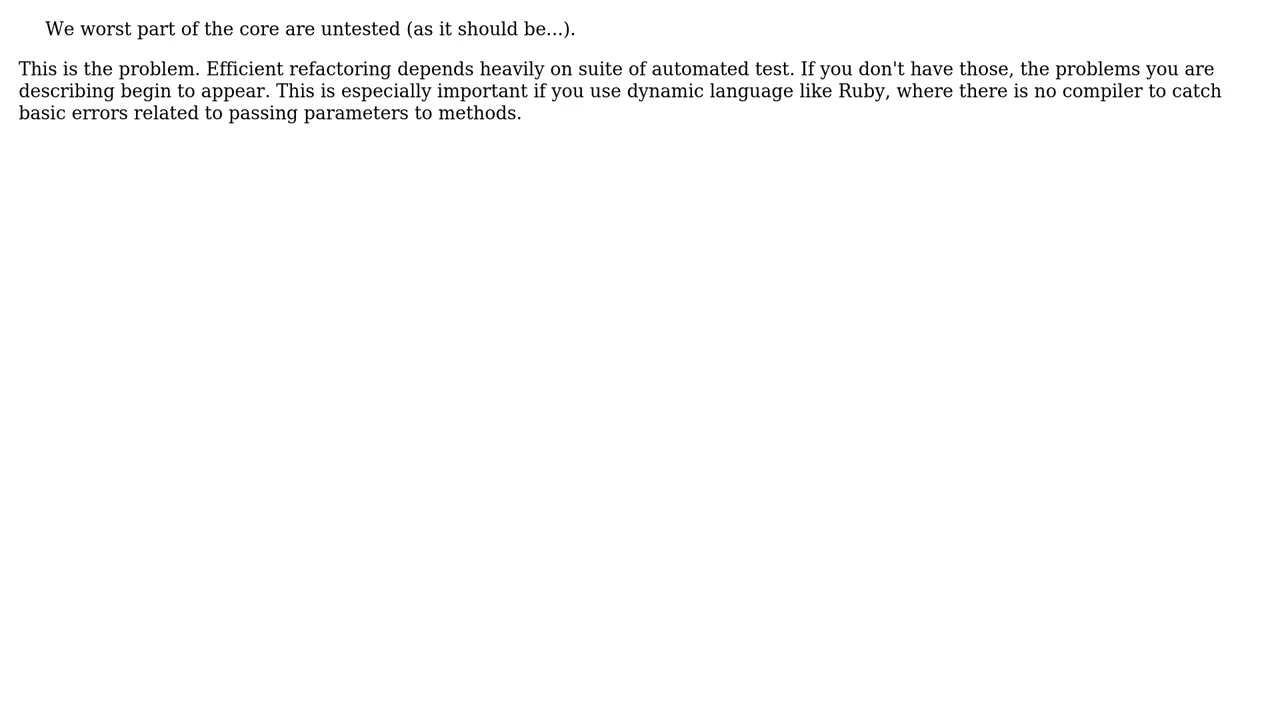 We worst part of the core are untested (as it should be...).
This is the problem. Efficient refactoring depends heavily on suite of automated test. If you don't have those, the problems you are
describing begin to appear. This is especially important if you use dynamic language like Ruby, where there is no compiler to catch
basic errors related to passing parameters to methods.